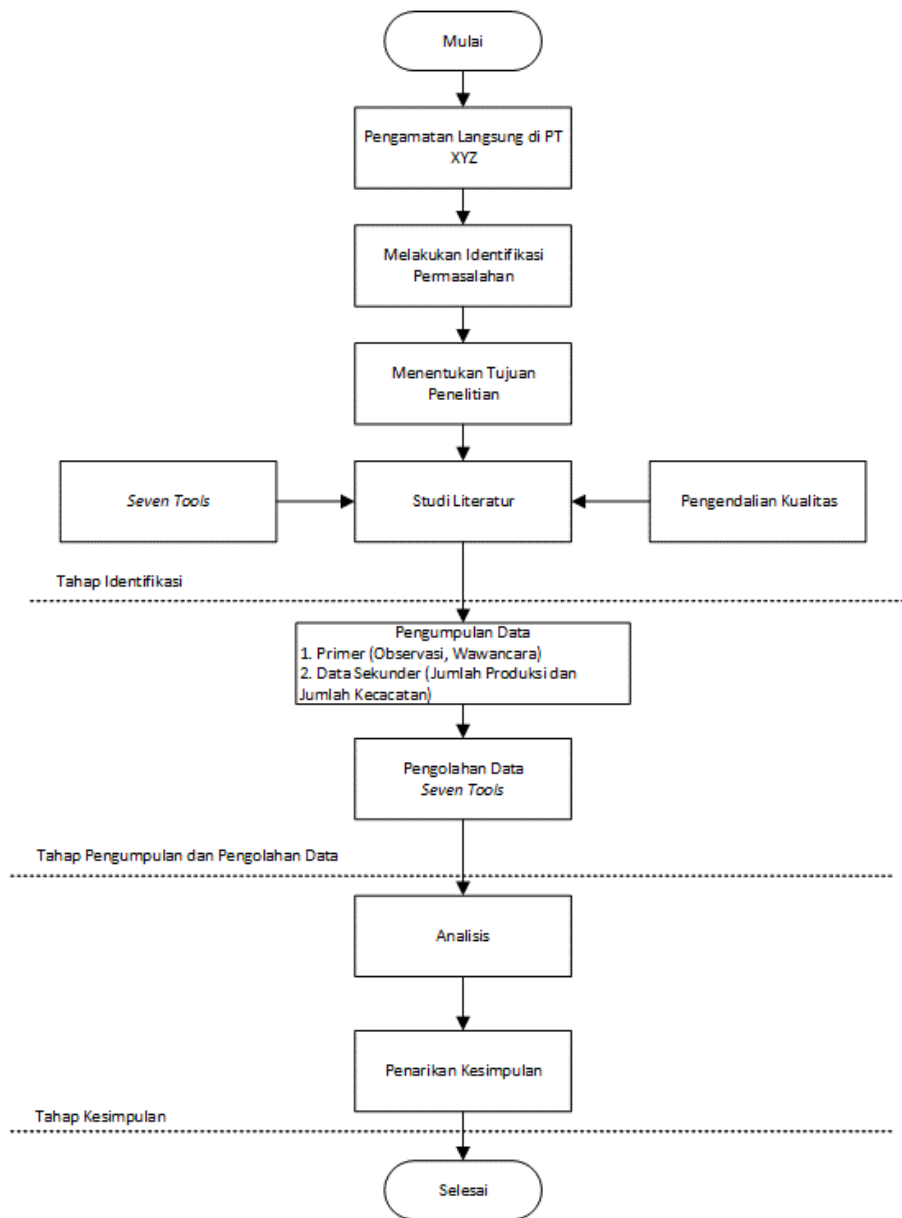 Mulai
Pengamatan Langsung di PT
XYZ
Melakukan Identifikasi
Permasalahan
Menentukan Tujuan
Penelitian
Seven Tools
Studi Literatur
Pengendalian Kualitas
Tahap Identifikasi
Pengumpulan Data
1. Primer (Observasi, Wawancara)
2. Data Sekunder (Jumlah Produksi dan
Jumlah Kecacatan)
Pengolahan Data
Seven Tools
Tahap Pengumpulan dan Pengolahan Data
Analisis
Penarikan Kesimpulan
Tahap Kesimpulan
Selesai